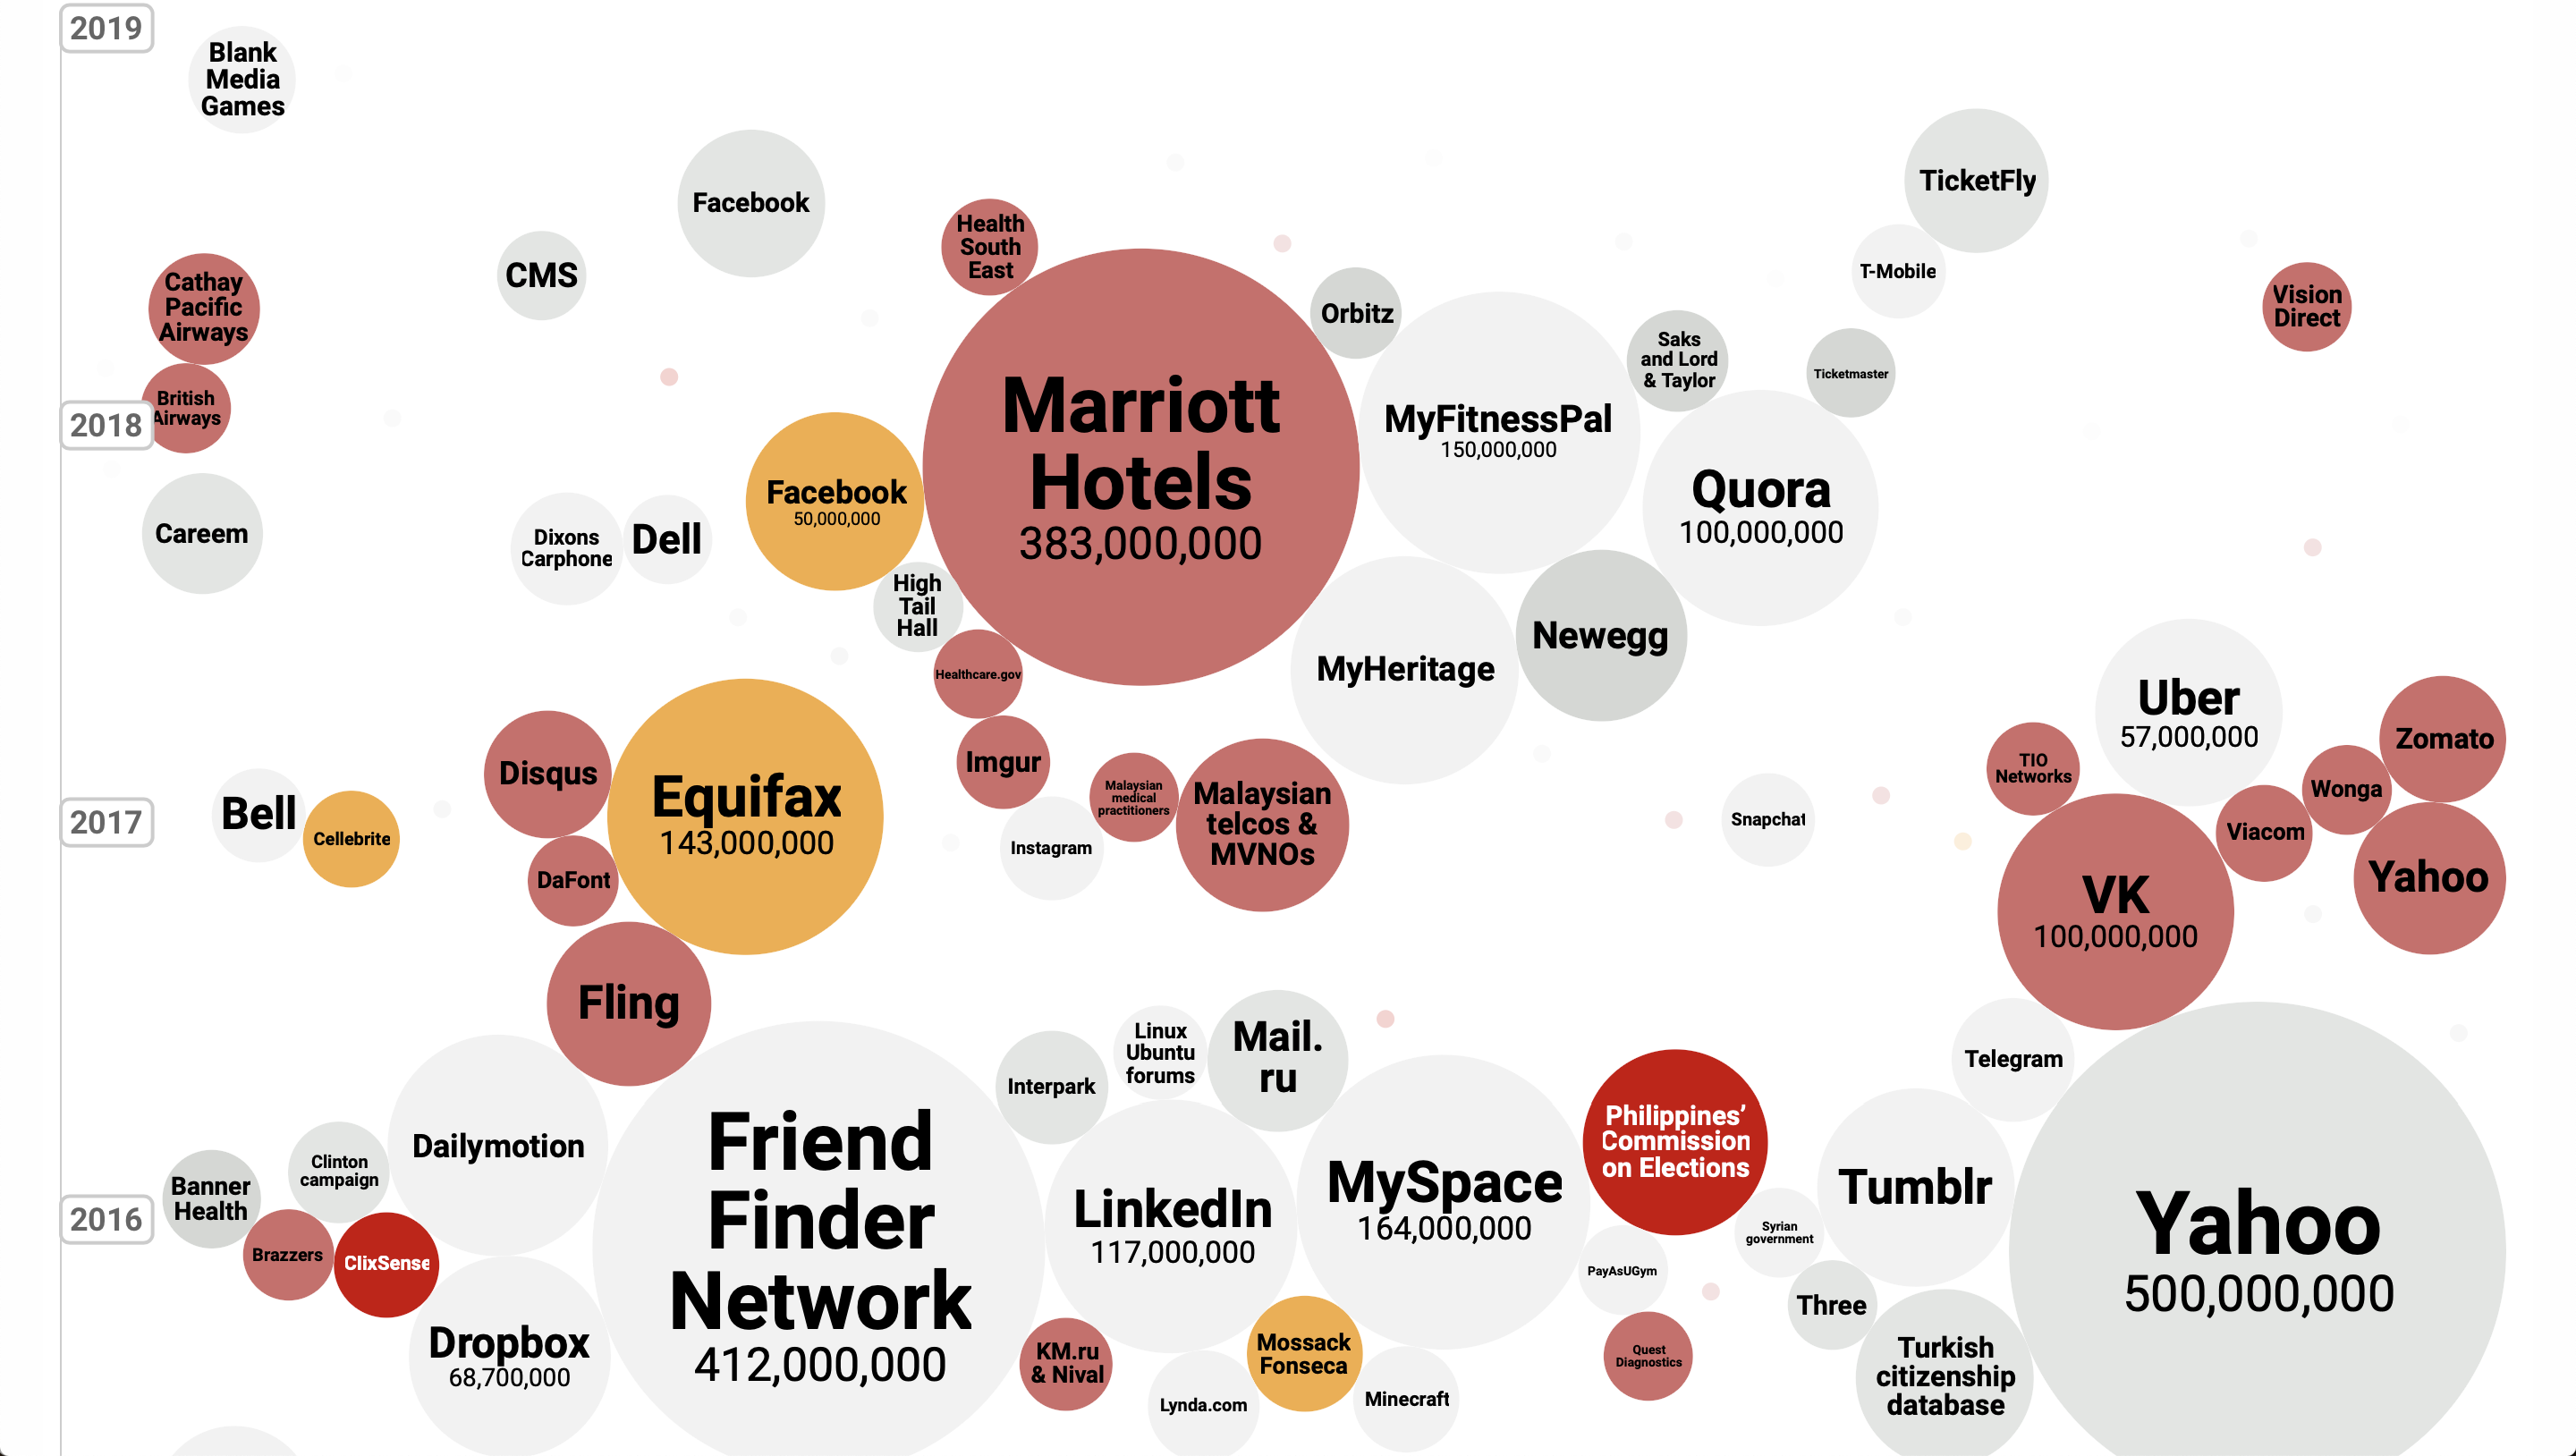 2019
Blank
Media
Games
Facebook
TicketFly
Health
South
East
CMS
T-Mobile
Cathay
Pacific
Airways
Orbitz
Vision
Direct
Saks
and Lord
& Taylor
Ticketmaster
British
Airways
2018
Marriott
Hotels
383,000,000
MyFitnessPal
150,000,000
Facebook
50,000,000
Quora
100,000,000
Careem
Dixons
Carphone
Dell
High
Tail
Hall
Newegg
MyHeritage
Healthcare.gov
Uber
57,000,000
Zomato
Disqus
Imgur
TIO
Networks
Wonga
Equifax
143,000,000
Malaysian
medical
practitioners
Malaysian
telcos &
MVNOs
2017
Bell
Cellebrite
Snapchat
Viacom
Instagram
DaFont
Yahoo
VK
100,000,000
Fling
Linux
Ubuntu
forums
Mail.
ru
Telegram
Interpark
Philippines’
Commission
on Elections
Dailymotion
Clinton
campaign
Banner
Health
2016
Friend
Finder
Network
412,000,000
LinkedIn
117,000,000
MySpace
164,000,000
Tumblr
Syrian
government
Yahoo
500,000,000
Brazzers
ClixSense
PayAsUGym
Three
Dropbox
68,700,000
KM.ru
& Nival
Mossack
Fonseca
Quest
Diagnostics
Turkish
citizenship
database
Lynda.com
Minecraft